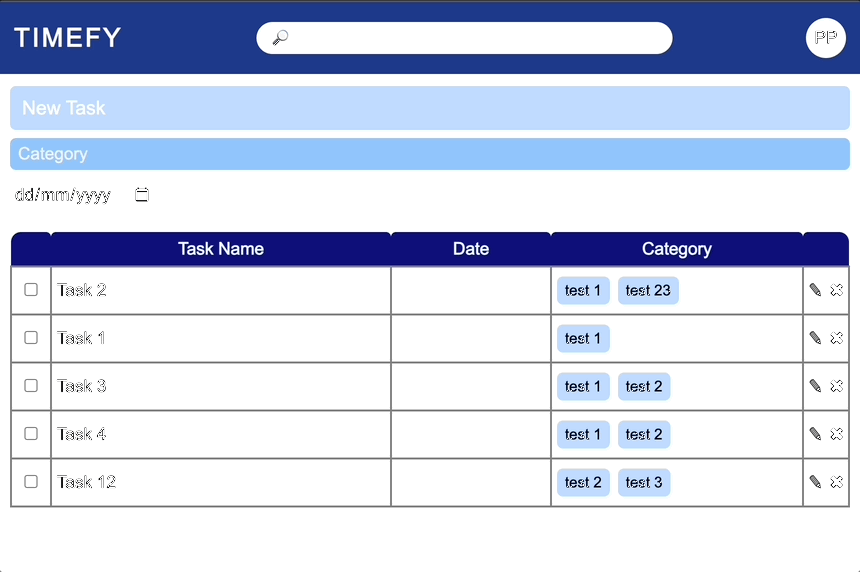 TIMEFY PP
New Task
Category
dd/mm/yyyy
Task Name Date Category
Task 2 test 1 test 23
Task 1 test 1
Task 3 test 1 test 2
Task 4 test 1 test 2
Task 12 test 2 test 3